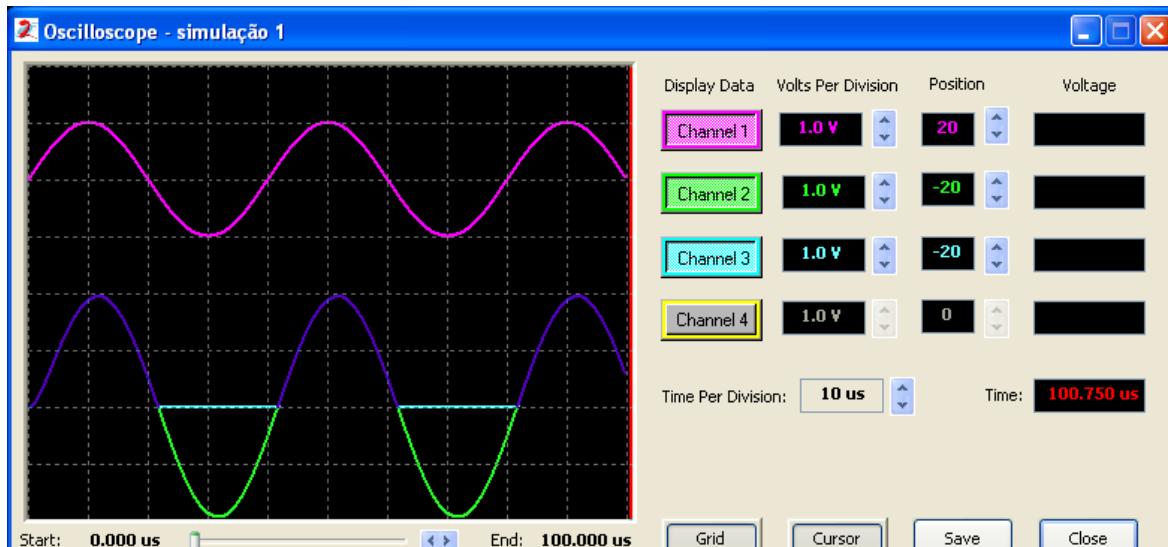 Oscilloscope - simulação 1
Display Data Volts Per Division Position Voltage
Channel 1 1.0 V 20
Channel 2 1.0 V -20
Channel 3 1.0 V -20
Channel 4 1.0 V 0
Time Per Division: 10 us Time: 100.750 us
Start: 0.000 us End: 100.000 us Grid Cursor Save Close